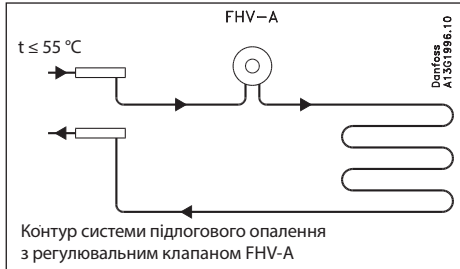 FHV–A
t ≤ 55 °C
Danfoss
A13G1996.10
Контур системи підлогового опалення
з регулювальним клапаном FHV-A